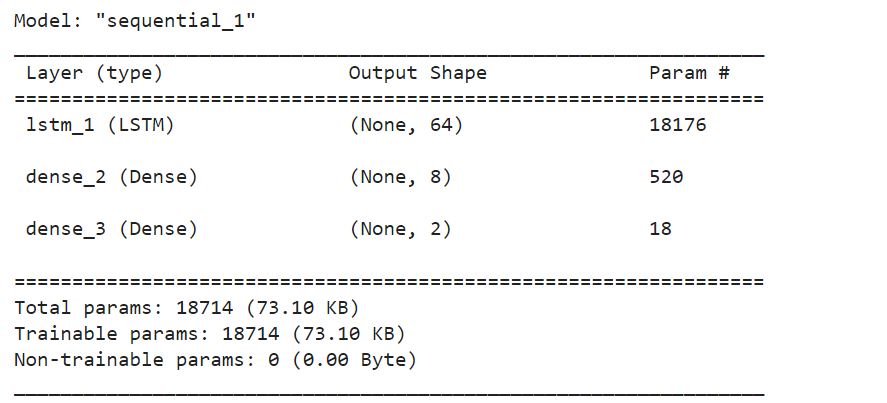 Model: "sequential_1"
_________________________________________________________________
Layer (type) Output Shape Param #
=================================================================
lstm_1 (LSTM) (None, 64) 18176
dense_2 (Dense) (None, 8) 520
dense_3 (Dense) (None, 2) 18
=================================================================
Total params: 18714 (73.10 KB)
Trainable params: 18714 (73.10 KB)
Non-trainable params: 0 (0.00 Byte)
_________________________________________________________________